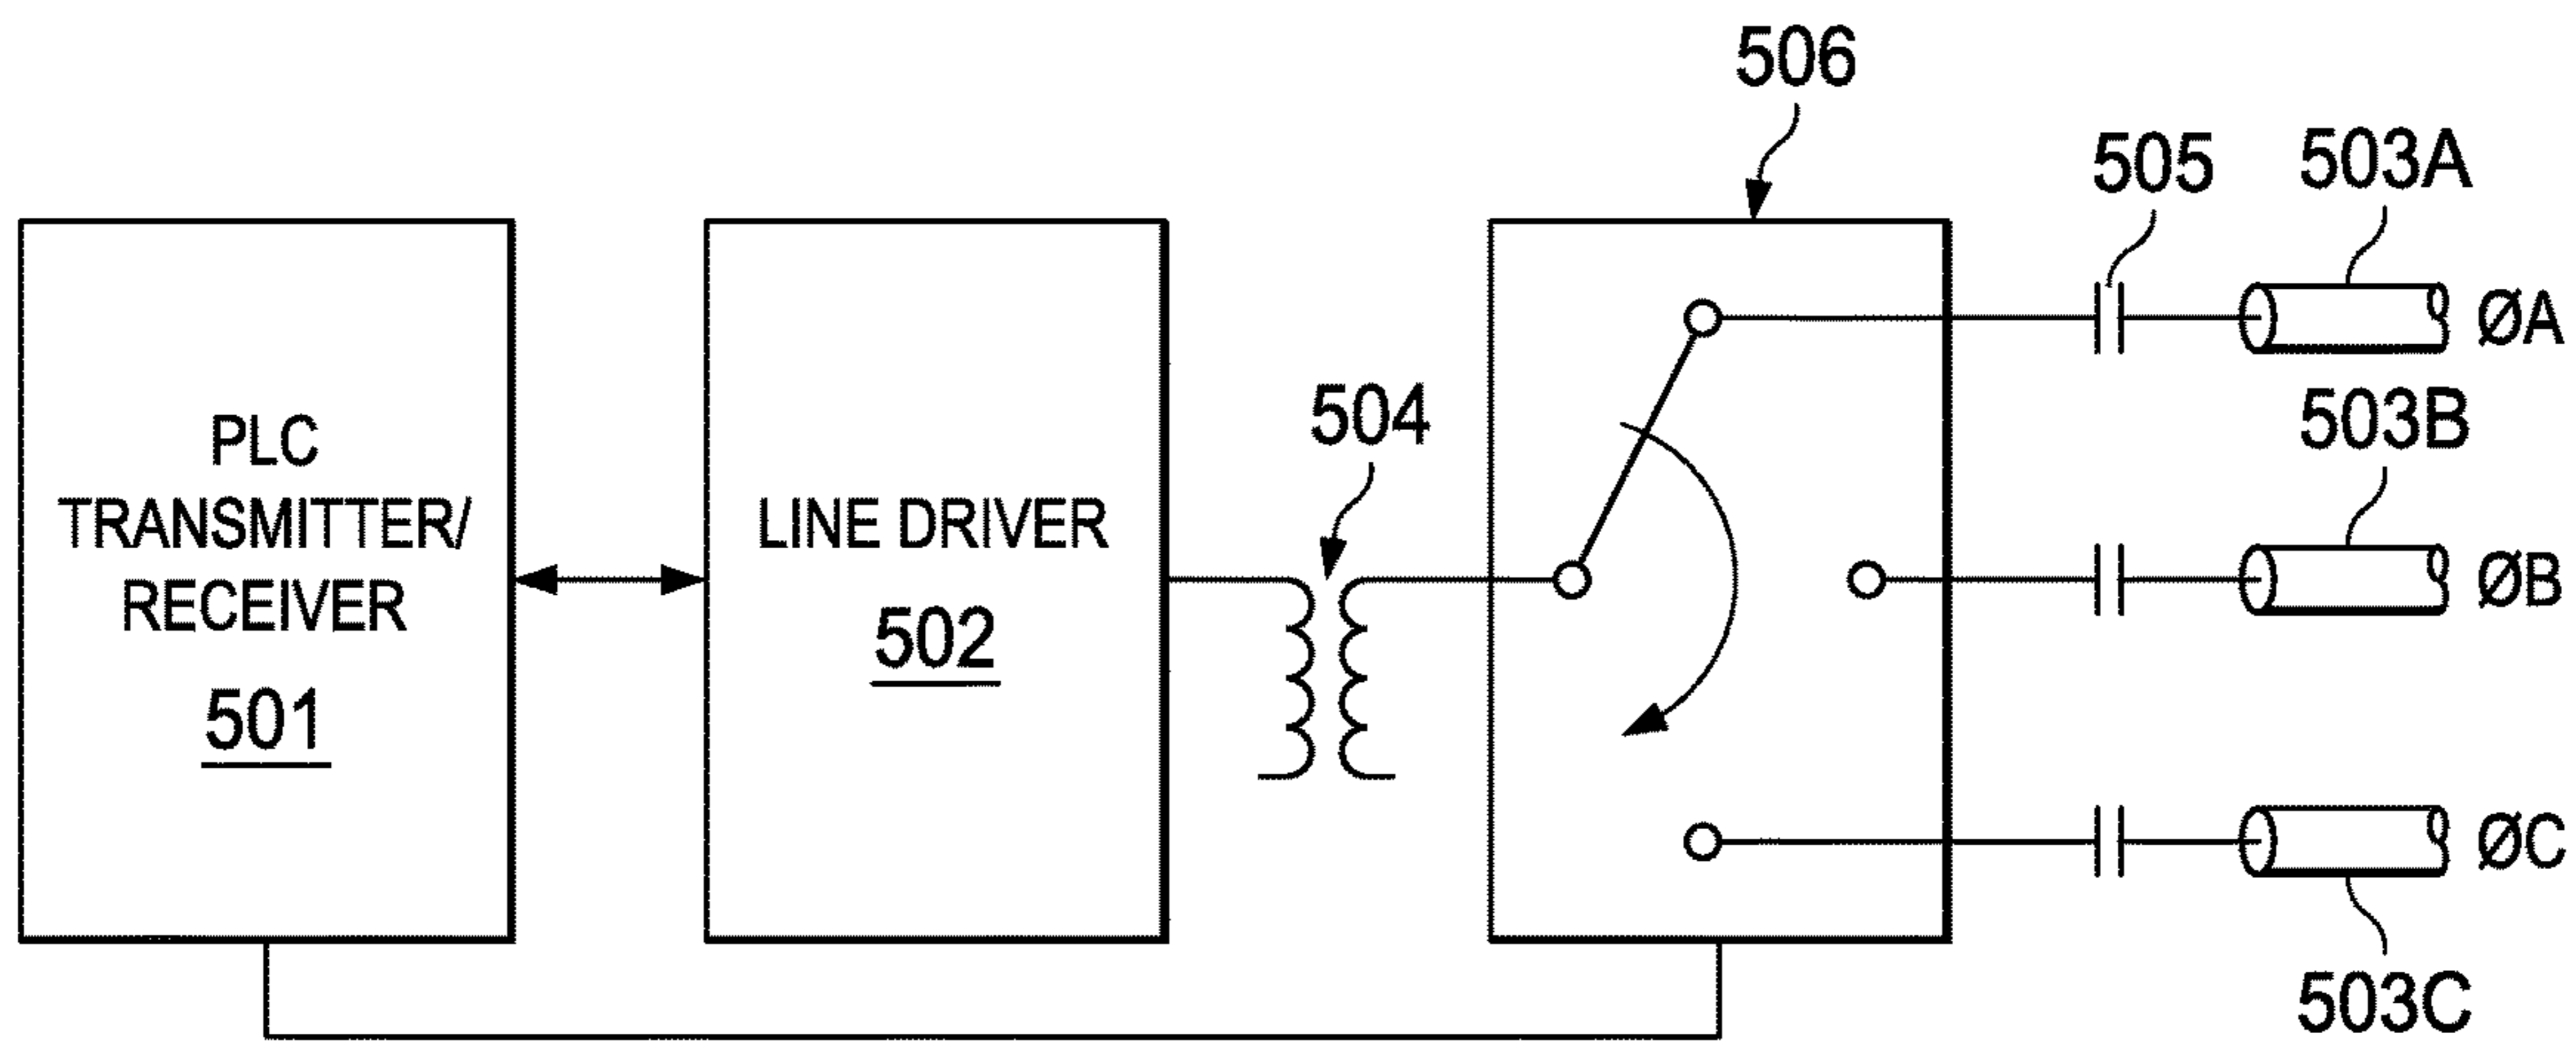 506
505
503A
ØA
504
503B
ØB
PLC
TRANSMITTER/
RECEIVER
501
LINE DRIVER
502
ØC
503C